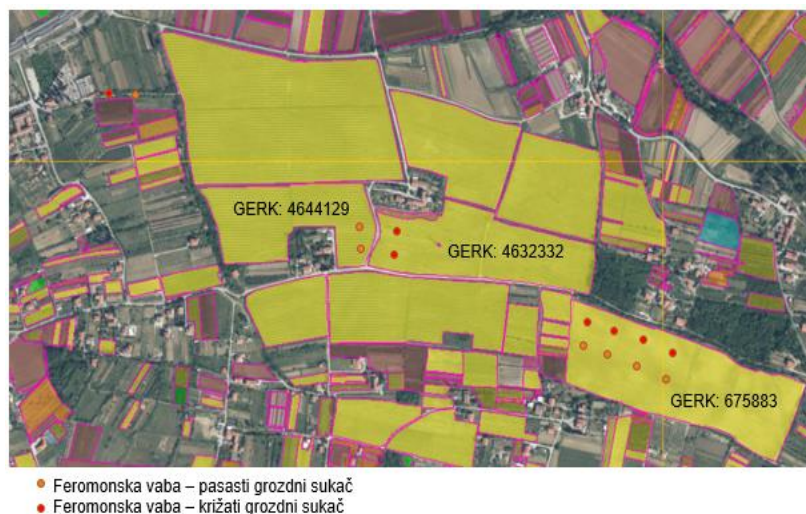 GERK: 4644129
GERK: 4632332
GERK: 675883
Feromonska vaba – pasasti grozdni sukač
Feromonska vaba – križati grozdni sukač